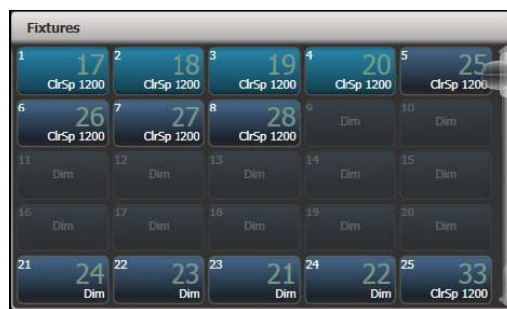 Fixtures
1 17 2 18 3 19 4 20 5 25
ClrSp 1200 ClrSp 1200 ClrSp 1200 ClrSp 1200 ClrSp 1200
6 26 7 27 8 28 9 Dim 10 Dim
ClrSp 1200 ClrSp 1200 ClrSp 1200
11 Dim 12 Dim 13 Dim 14 Dim 15 Dim
16 Dim 17 Dim 18 Dim 19 Dim 20 Dim
21 24 22 23 23 21 24 22 25 33
Dim Dim Dim Dim ClrSp 1200